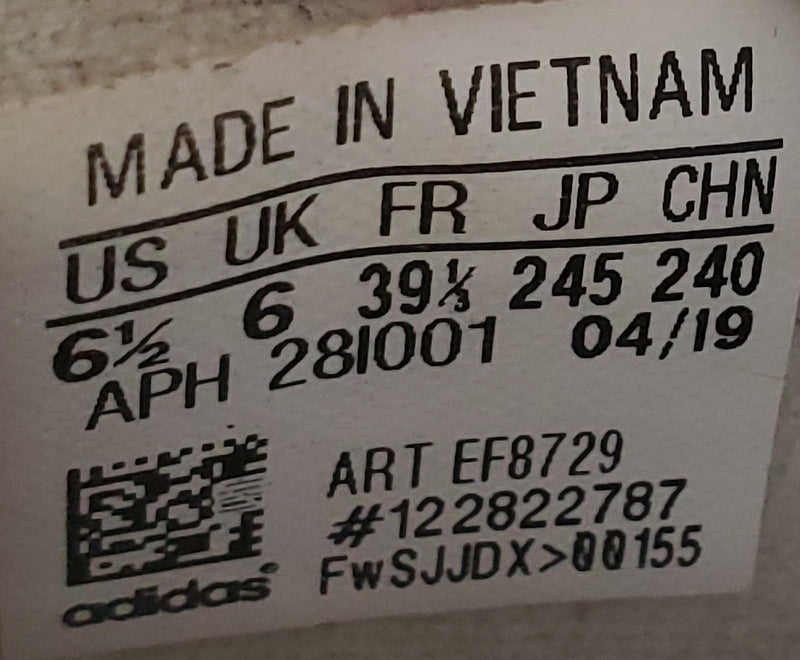 MADE IN VIETNAM
US UK FR JP CHN
6½ 6 39⅓ 245 240
APH 281001 04/19
ART EF8729
#122822787
FwSJJDX>00155
adidas